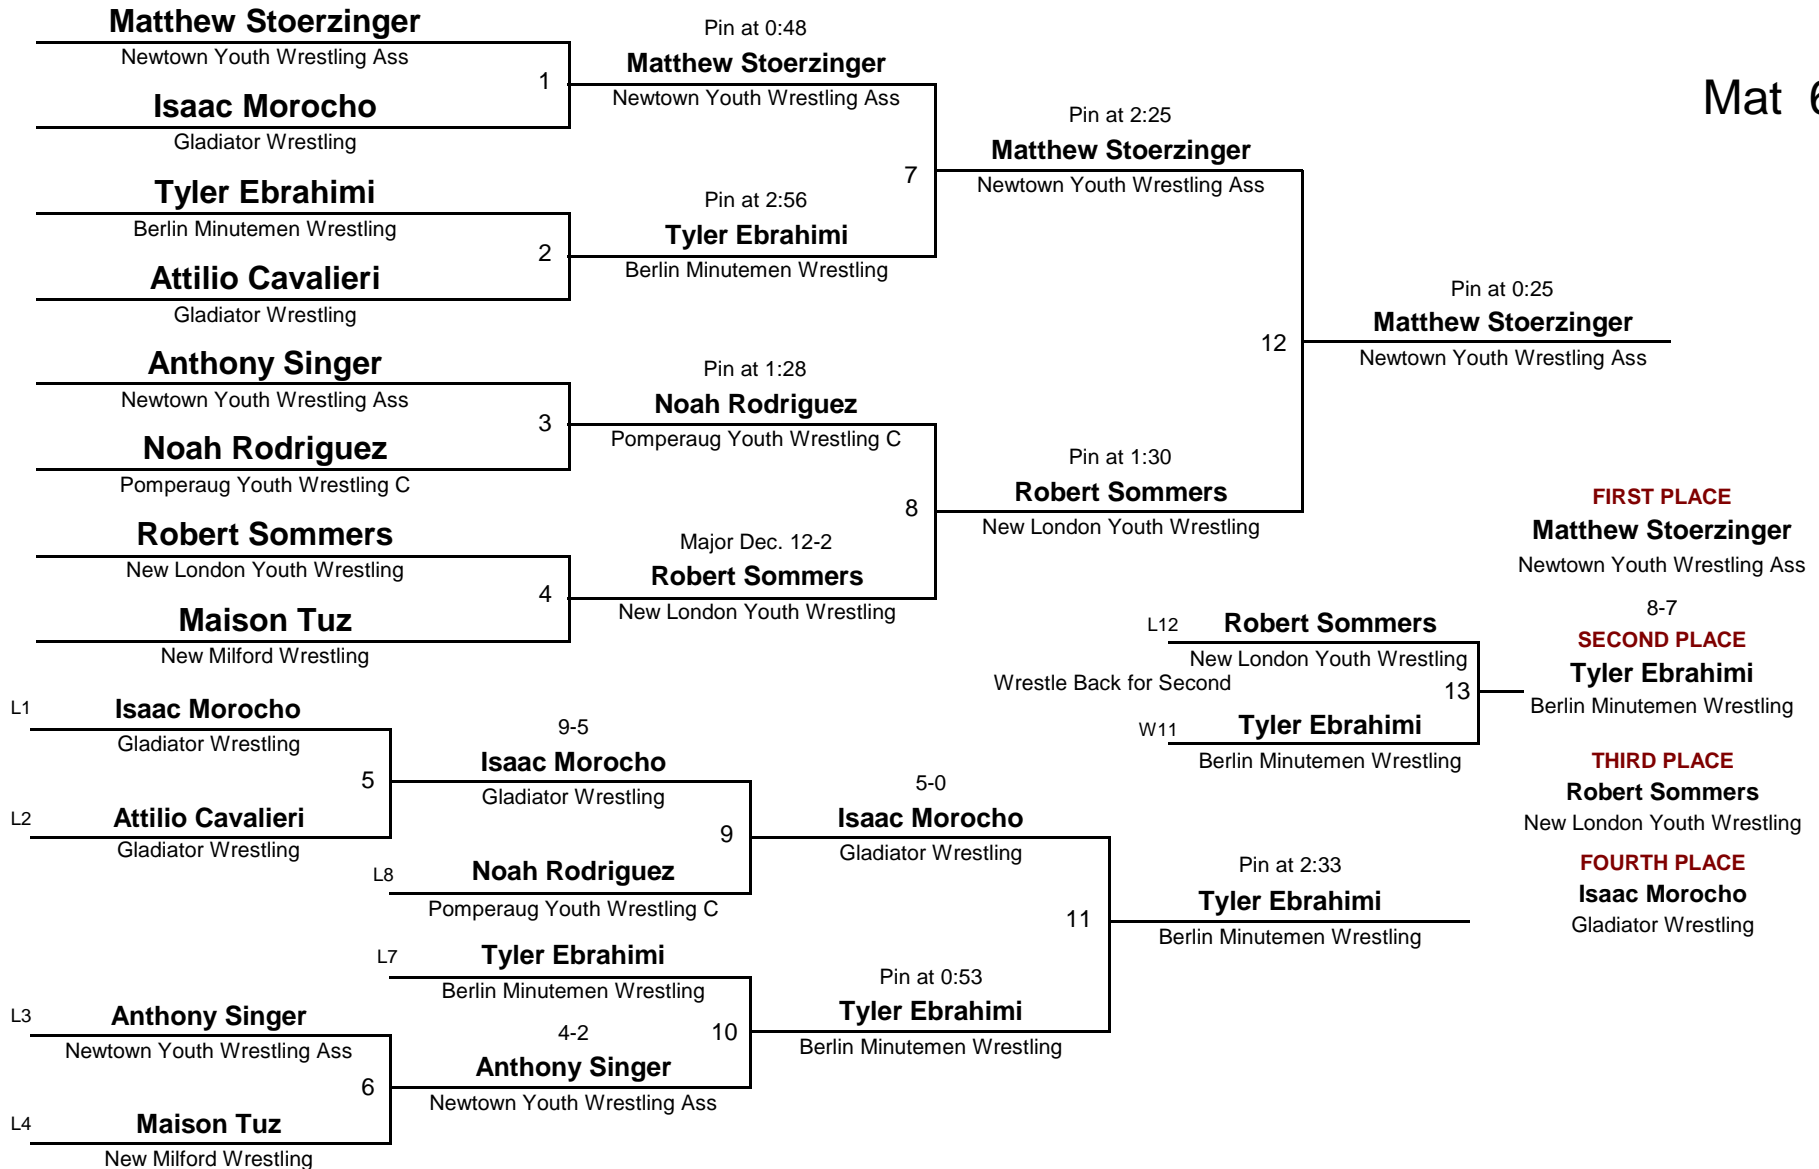 Matthew Stoerzinger
Newtown Youth Wrestling Ass
1
Isaac Morocho
Gladiator Wrestling
Tyler Ebrahimi
Berlin Minutemen Wrestling
2
Attilio Cavalieri
Gladiator Wrestling
Anthony Singer
Newtown Youth Wrestling Ass
3
Noah Rodriguez
Pomperaug Youth Wrestling C
Robert Sommers
New London Youth Wrestling
4
Maison Tuz
New Milford Wrestling
Pin at 0:48
Matthew Stoerzinger
Newtown Youth Wrestling Ass
7
Pin at 2:56
Tyler Ebrahimi
Berlin Minutemen Wrestling
Pin at 1:28
Noah Rodriguez
Pomperaug Youth Wrestling C
8
Major Dec. 12-2
Robert Sommers
New London Youth Wrestling
Pin at 2:25
Matthew Stoerzinger
Newtown Youth Wrestling Ass
12
Pin at 1:30
Robert Sommers
New London Youth Wrestling
Pin at 0:25
Matthew Stoerzinger
Newtown Youth Wrestling Ass
Mat 6
L1 Isaac Morocho
Gladiator Wrestling
5
L2 Attilio Cavalieri
Gladiator Wrestling
L3 Anthony Singer
Newtown Youth Wrestling Ass
6
L4 Maison Tuz
New Milford Wrestling
9-5
Isaac Morocho
Gladiator Wrestling
9
L8 Noah Rodriguez
Pomperaug Youth Wrestling C
L7 Tyler Ebrahimi
Berlin Minutemen Wrestling
10
4-2
Anthony Singer
Newtown Youth Wrestling Ass
5-0
Isaac Morocho
Gladiator Wrestling
11
Pin at 0:53
Tyler Ebrahimi
Berlin Minutemen Wrestling
Pin at 2:33
Tyler Ebrahimi
Berlin Minutemen Wrestling
L12 Robert Sommers
New London Youth Wrestling
Wrestle Back for Second
13
W11 Tyler Ebrahimi
Berlin Minutemen Wrestling
FIRST PLACE
Matthew Stoerzinger
Newtown Youth Wrestling Ass
8-7
SECOND PLACE
Tyler Ebrahimi
Berlin Minutemen Wrestling
THIRD PLACE
Robert Sommers
New London Youth Wrestling
FOURTH PLACE
Isaac Morocho
Gladiator Wrestling